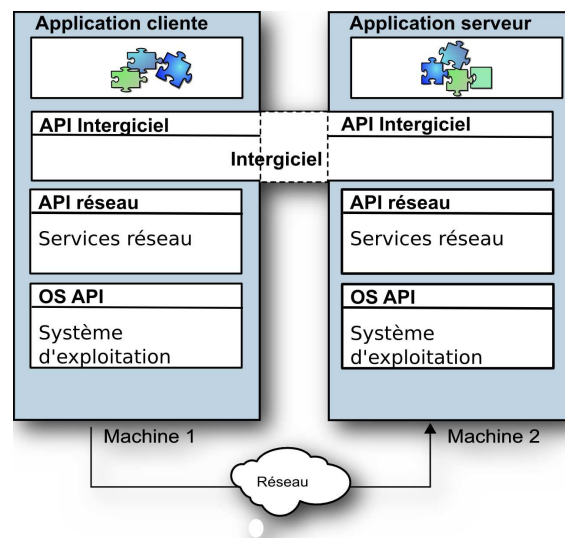 Application cliente
Application serveur
API Intergiciel
API Intergiciel
Intergiciel
API réseau
Services réseau
API réseau
Services réseau
OS API
Système
d'exploitation
OS API
Système
d'exploitation
Machine 1
Machine 2
Réseau